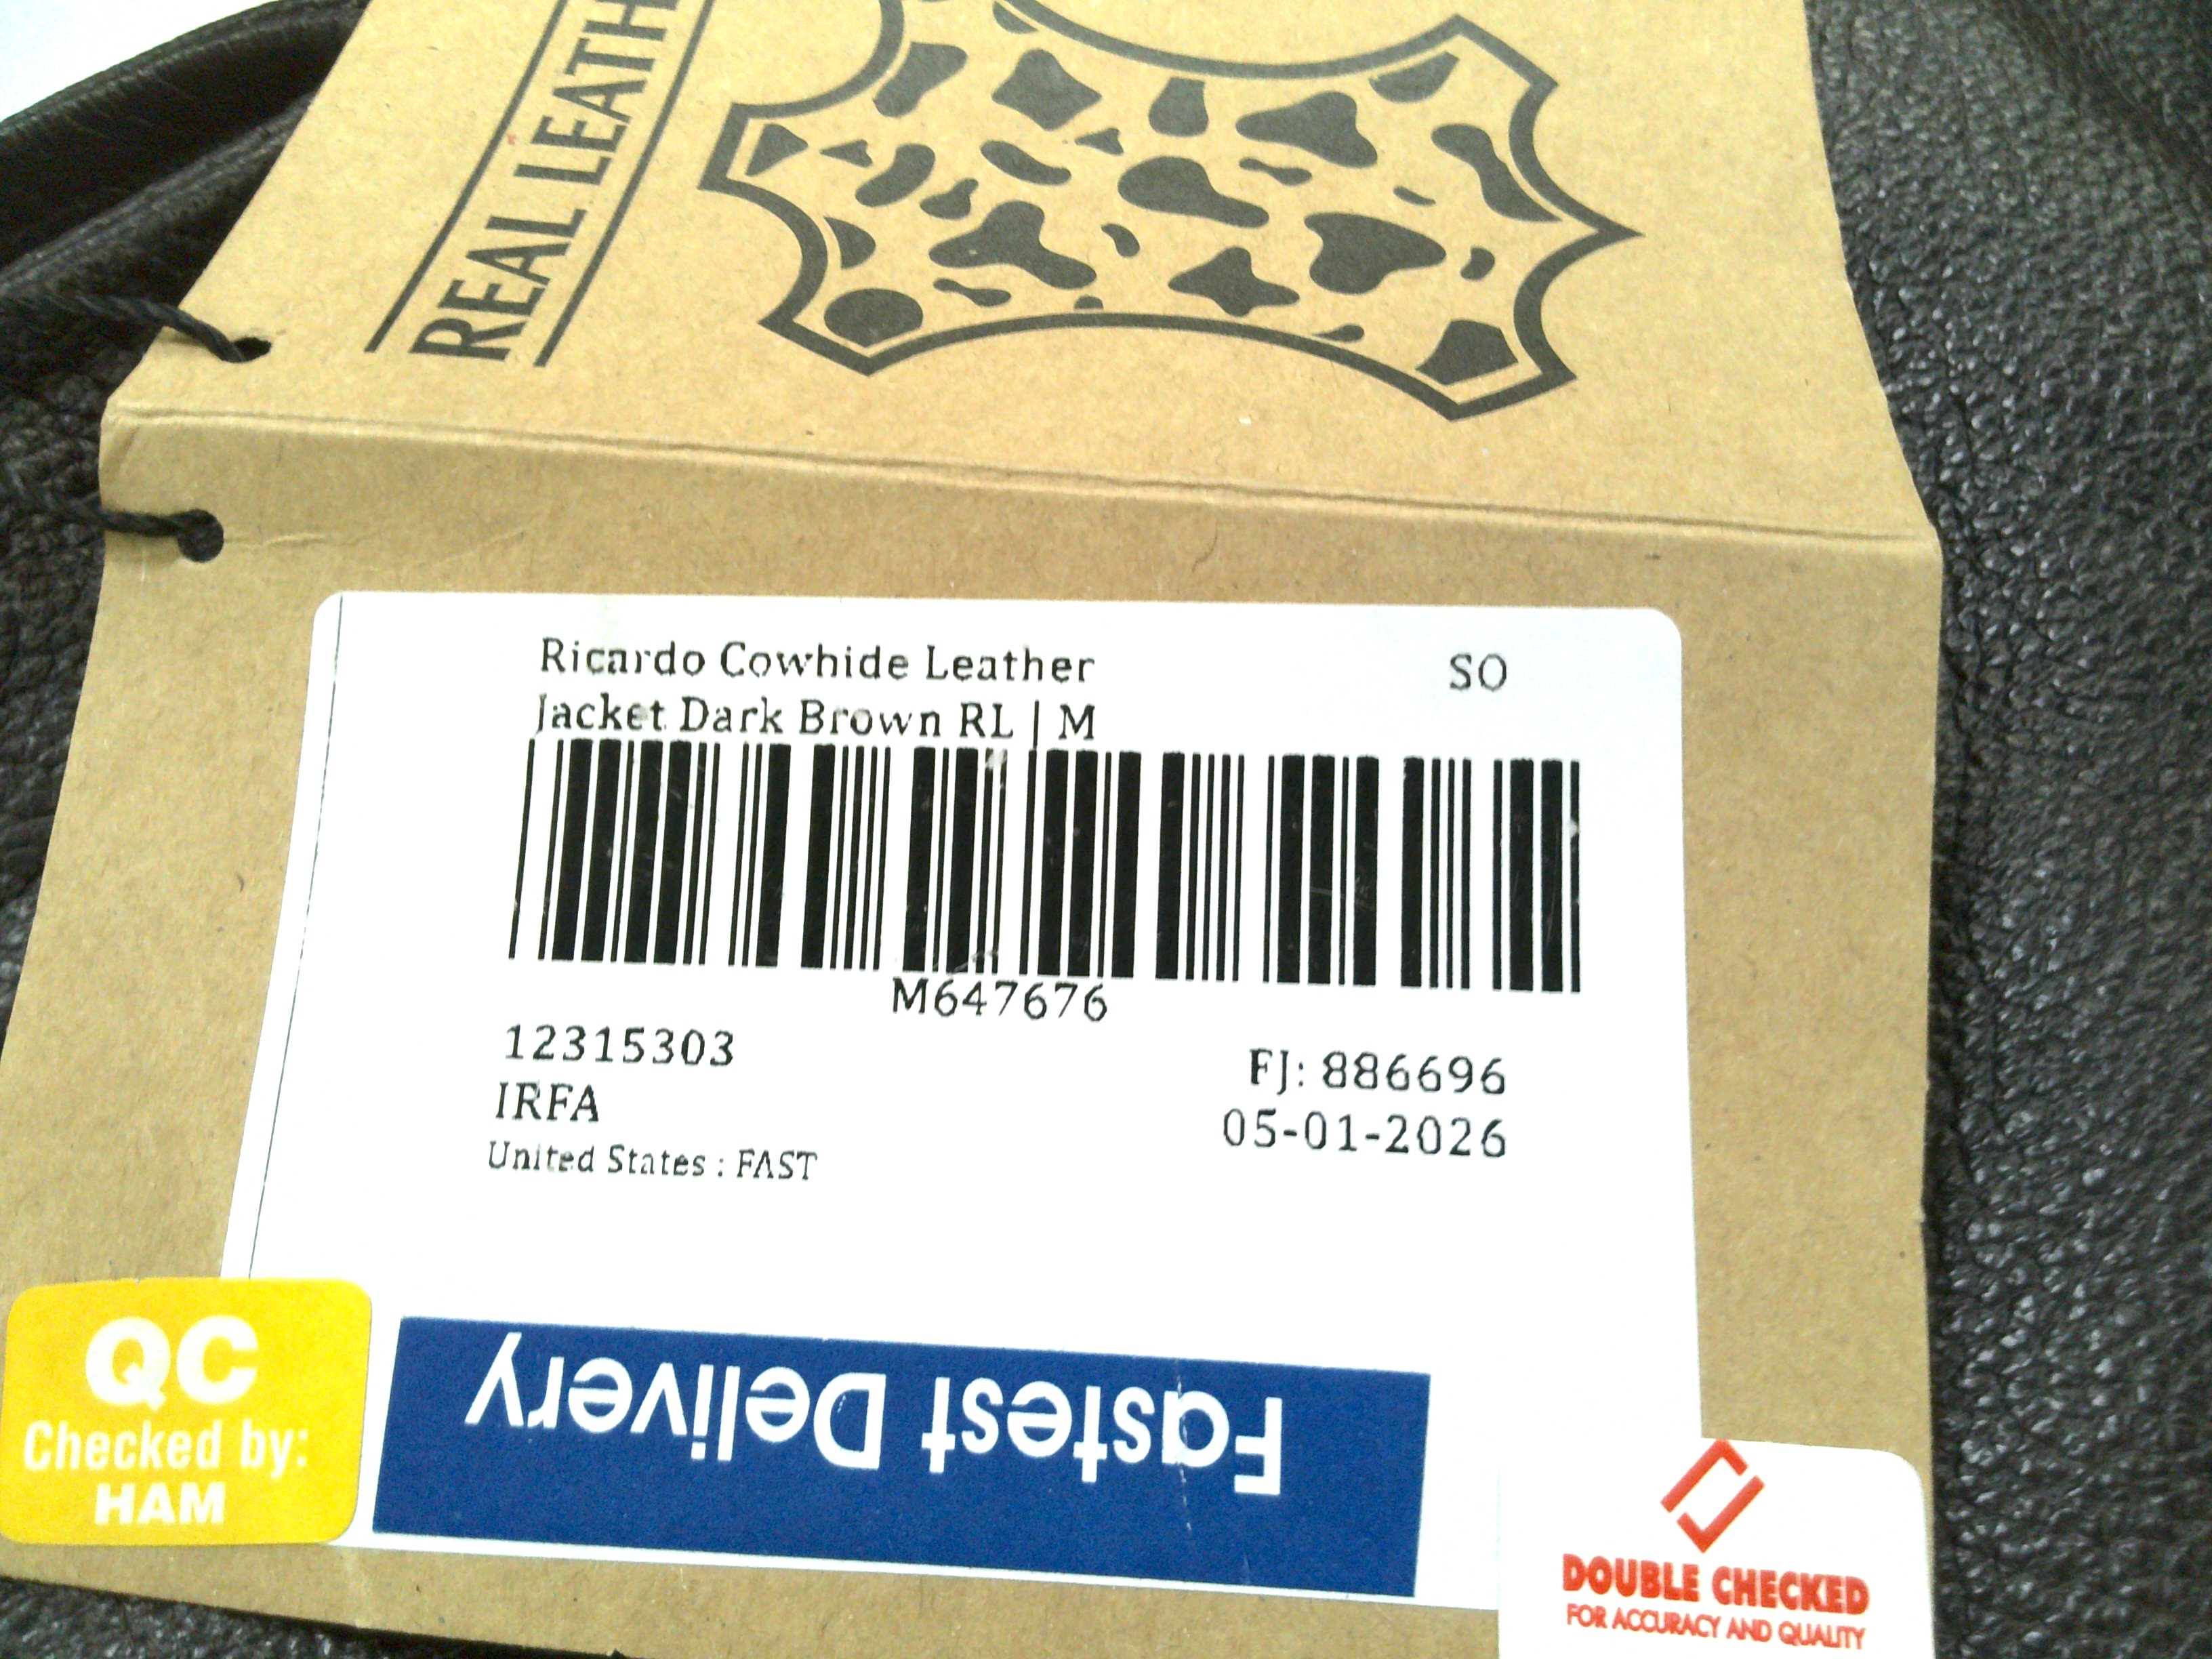 REAL LEATH
Ricardo Cowhide Leather
Jacket Dark Brown RL | M
SO
M647676
12315303
IRFA
United States : FAST
FJ: 886696
05-01-2026
Fastest Delivery
QC
Checked by:
HAM
DOUBLE CHECKED
FOR ACCURACY AND QUALITY